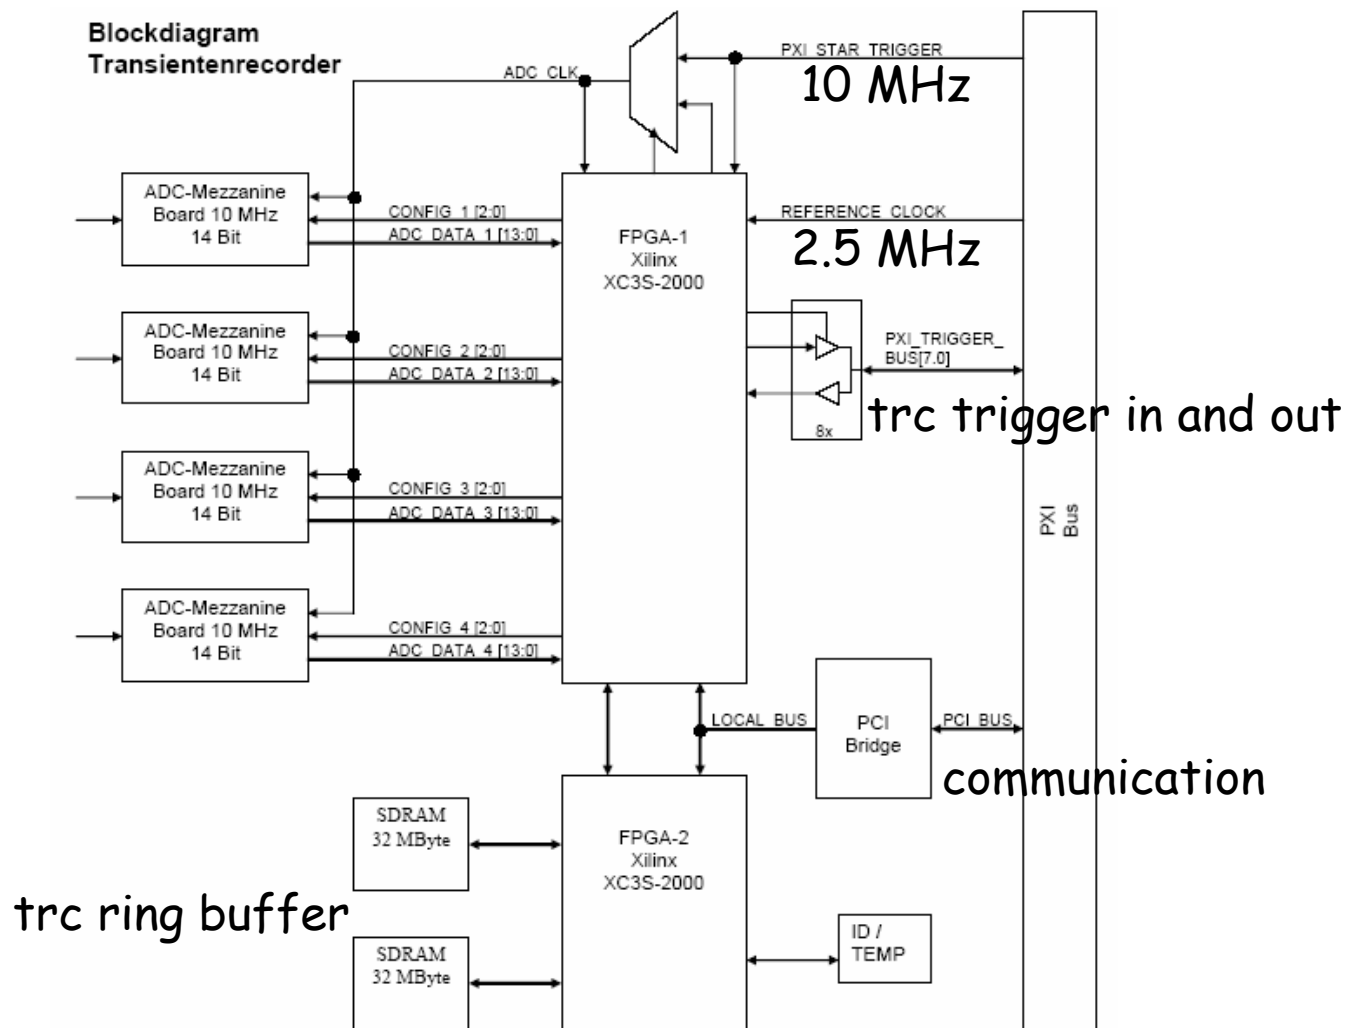 Blockdiagram
Transientenrecorder
ADC_CLK
PXI_STAR_TRIGGER
10 MHz
ADC-Mezzanine
Board 10 MHz
14 Bit
CONFIG_1 [2:0]
ADC_DATA_1 [13:0]
FPGA-1
Xilinx
XC3S-2000
REFERENCE_CLOCK
2.5 MHz
ADC-Mezzanine
Board 10 MHz
14 Bit
CONFIG_2 [2:0]
ADC_DATA_2 [13:0]
PXI_TRIGGER_
BUS[7.0]
8x
trc trigger in and out
ADC-Mezzanine
Board 10 MHz
14 Bit
CONFIG_3 [2:0]
ADC_DATA_3 [13:0]
PXI
Bus
ADC-Mezzanine
Board 10 MHz
14 Bit
CONFIG_4 [2:0]
ADC_DATA_4 [13:0]
LOCAL_BUS
PCI
Bridge
PCI_BUS
communication
SDRAM
32 MByte
FPGA-2
Xilinx
XC3S-2000
trc ring buffer
SDRAM
32 MByte
ID /
TEMP